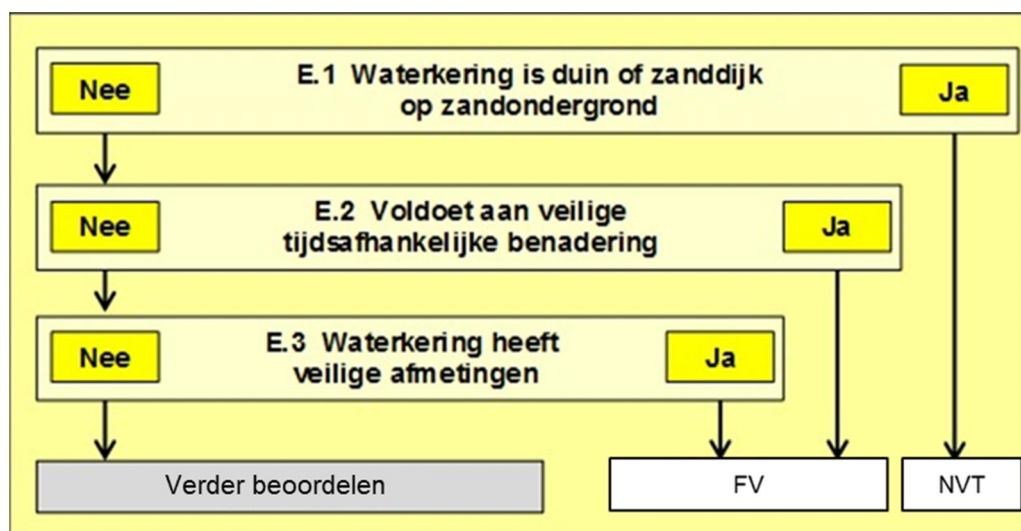 Nee
E.1 Waterkering is duin of zanddijk
op zandondergrond
Ja
Nee
E.2 Voldoet aan veilige
tijdsafhankelijke benadering
Ja
Nee
E.3 Waterkering heeft
veilige afmetingen
Ja
Verder beoordelen
FV
NVT